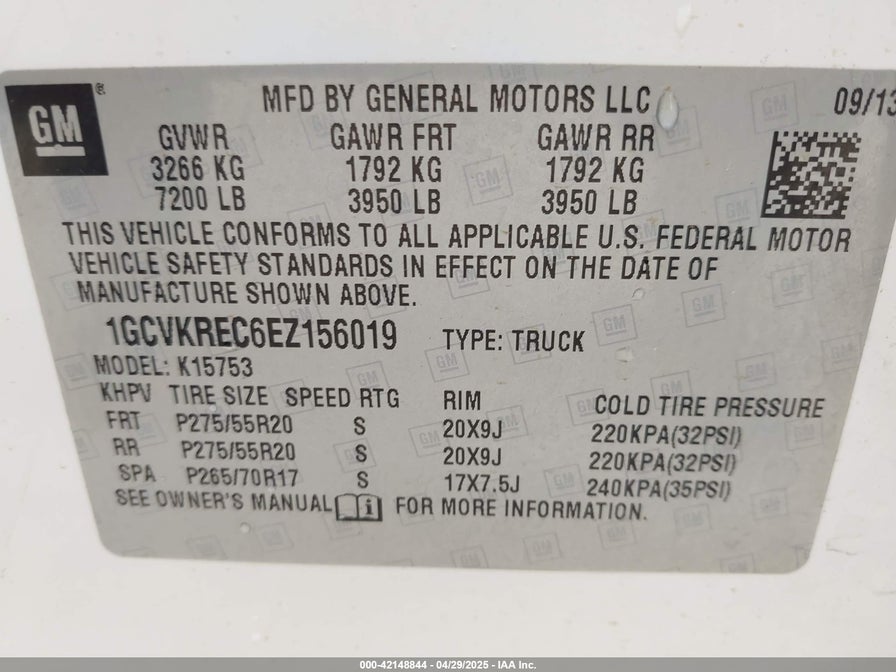 GM®
MFD BY GENERAL MOTORS LLC 09/13
GVWR GAWR FRT GAWR RR
3266 KG 1792 KG 1792 KG
7200 LB 3950 LB 3950 LB
THIS VEHICLE CONFORMS TO ALL APPLICABLE U.S. FEDERAL MOTOR
VEHICLE SAFETY STANDARDS IN EFFECT ON THE DATE OF
MANUFACTURE SHOWN ABOVE.
1GCVKREC6EZ156019 TYPE: TRUCK
MODEL: K15753
KHPV TIRE SIZE SPEED RTG RIM COLD TIRE PRESSURE
FRT P275/55R20 S 20X9J 220KPA(32PSI)
RR P275/55R20 S 20X9J 220KPA(32PSI)
SPA P265/70R17 S 17X7.5J 240KPA(35PSI)
SEE OWNER'S MANUAL i FOR MORE INFORMATION.
000-42148844 | 04/29/2025 - IAA Inc.